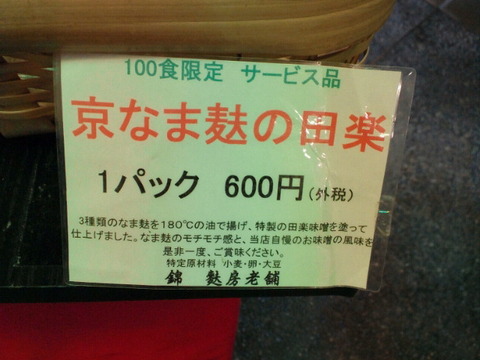 100食限定 サービス品
京なま麸の田楽
1パック 600円(外税)
3種類のなま麸を180℃の油で揚げ、特製の田楽味噌を塗って
仕上げました。なま麸のモチモチ感と、当店自慢のお味噌の風味を
是非一度、ご賞味ください。
特定原材料 小麦・卵・大豆
錦 麩房老舗